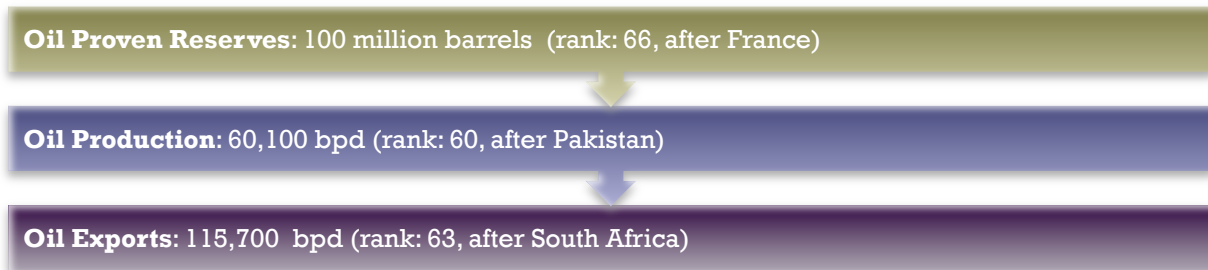 Oil Proven Reserves: 100 million barrels (rank: 66, after France)
Oil Production: 60,100 bpd (rank: 60, after Pakistan)
Oil Exports: 115,700 bpd (rank: 63, after South Africa)